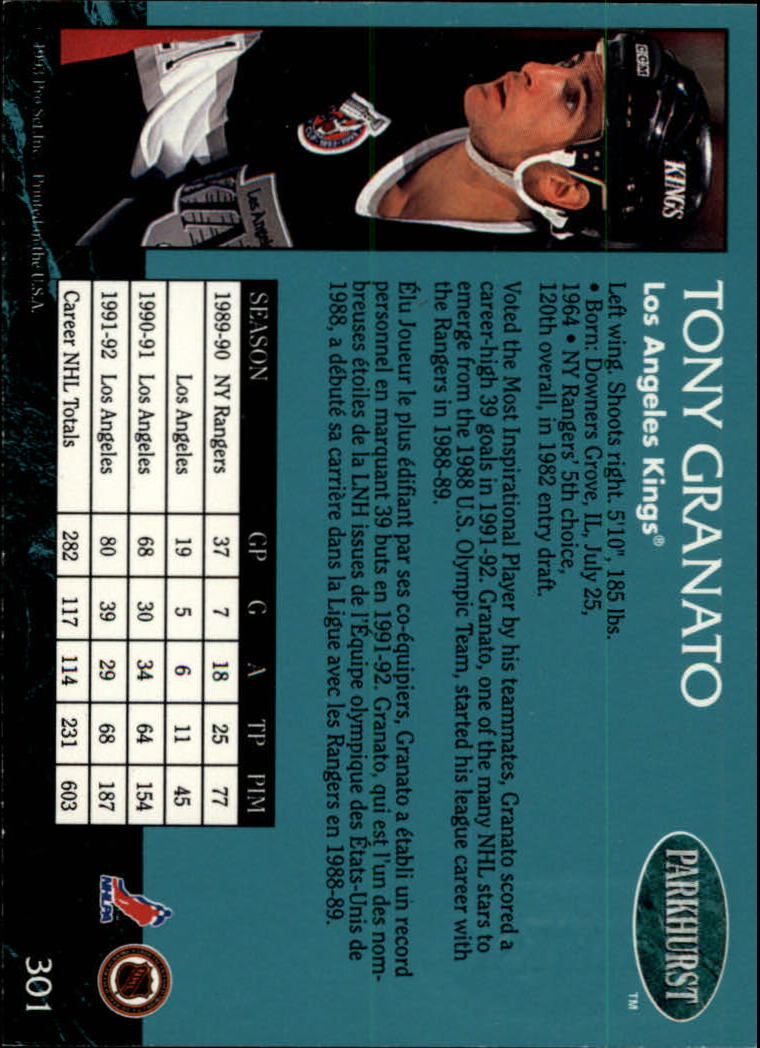 TONY GRANATO
Los Angeles Kings®
PARKHURST
TM
Left wing. Shoots right. 5'10", 185 lbs.
• Born: Downers Grove, IL, July 25,
1964 • NY Rangers' 5th choice,
120th overall, in 1982 entry draft.
Voted the Most Inspirational Player by his teammates, Granato scored a
career-high 39 goals in 1991-92. Granato, one of the many NHL stars to
emerge from the 1988 U.S. Olympic Team, started his league career with
the Rangers in 1988-89.
Élu Joueur le plus édifiant par ses co-équipiers, Granato a établi un record
personnel en marquant 39 buts en 1991-92. Granato, qui est l'un des nom-
breuses étoiles de la LNH issues de l'Équipe olympique des États-Unis de
1988, a débuté sa carrière dans la Ligue avec les Rangers en 1988-89.
SEASON GP G A TP PIM
1989-90 NY Rangers 37 7 18 25 77
Los Angeles 19 5 6 11 45
1990-91 Los Angeles 68 30 34 64 154
1991-92 Los Angeles 80 39 29 68 187
Career NHL Totals 282 117 114 231 603
CCM
KINGS
Los Angel
NHLPA
NHL
301
1993 Pro Set Inc. Printed in the U.S.A.